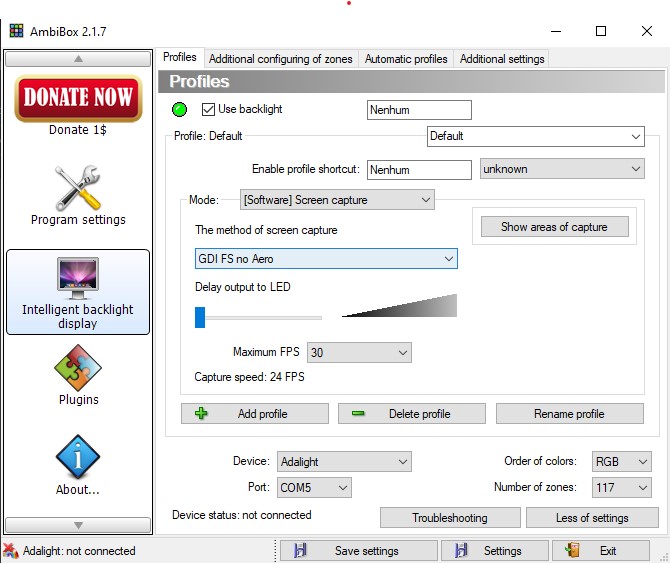 AmbiBox 2.1.7
DONATE NOW
Donate 1$
Program settings
Intelligent backlight
display
Plugins
About...
Profiles
Additional configuring of zones
Automatic profiles
Additional settings
Profiles
Use backlight
Nenhum
Profile: Default
Default
Enable profile shortcut:
Nenhum
unknown
Mode:
[Software] Screen capture
Show areas of capture
The method of screen capture
GDI FS no Aero
Delay output to LED
Maximum FPS
30
Capture speed: 24 FPS
Add profile
Delete profile
Rename profile
Device:
Adalight
Order of colors:
RGB
Port:
COM5
Number of zones:
117
Device status: not connected
Troubleshooting
Less of settings
Adalight: not connected
Save settings
Settings
Exit